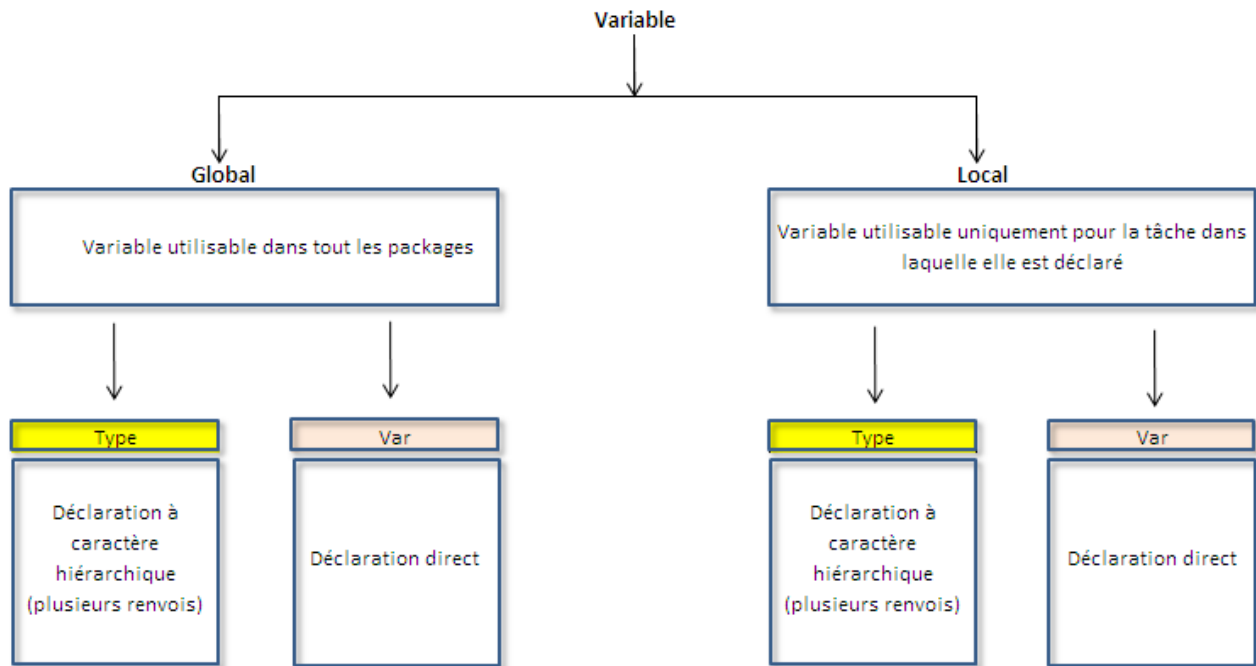 Variable
Global
Local
Variable utilisable dans tout les packages
Variable utilisable uniquement pour la tâche dans
laquelle elle est déclaré
Type
Var
Type
Var
Déclaration à
caractère
hiérarchique
(plusieurs renvois)
Déclaration direct
Déclaration à
caractère
hiérarchique
(plusieurs renvois)
Déclaration direct